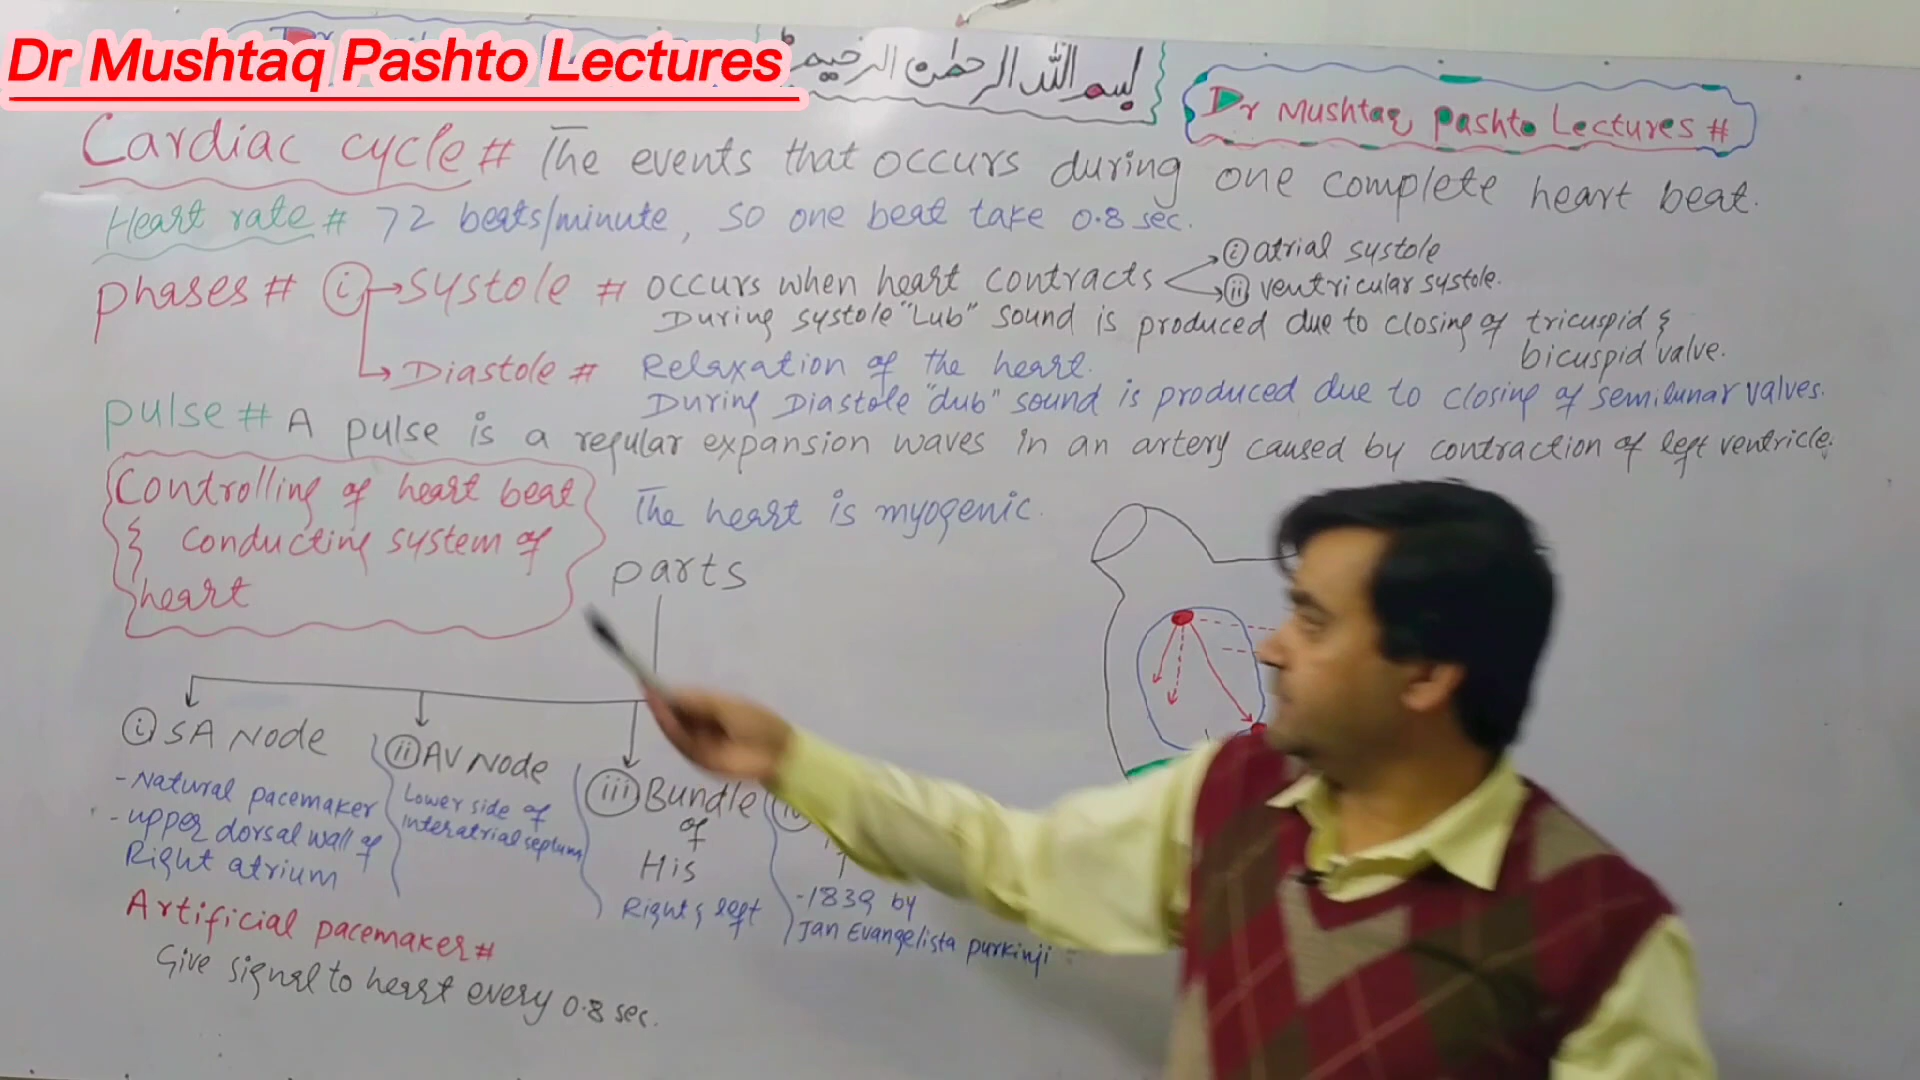 Dr Mushtaq Pashto Lectures
بسم الله الرحمٰن الرحیم
Dr Mushtaq Pashto Lectures #
Cardiac cycle # The events that occurs during one complete heart beat.
Heart rate # 72 beats/minute, so one beat take 0.8 sec.
phases # (i) → Systole # occurs when heart contracts
(i) atrial systole
(ii) ventricular systole.
During systole "Lub" sound is produced due to closing of tricuspid &
bicuspid valve.
→ Diastole # Relaxation of the heart.
During Diastole "dub" sound is produced due to closing of semilunar valves.
pulse # A pulse is a regular expansion waves in an artery caused by contraction of left ventricle.
Controlling of heart beat
& conducting system of
heart
The heart is myogenic.
parts
(i) SA Node
- Natural pacemaker
- upper dorsal wall of
Right atrium
(ii) AV Node
Lower side of
interatrial septum
(iii) Bundle
of
His
Right & left
(iv)
- 1839 by
Jan Evangelista purkinji
Artificial pacemaker #
Give signal to heart every 0.8 sec.